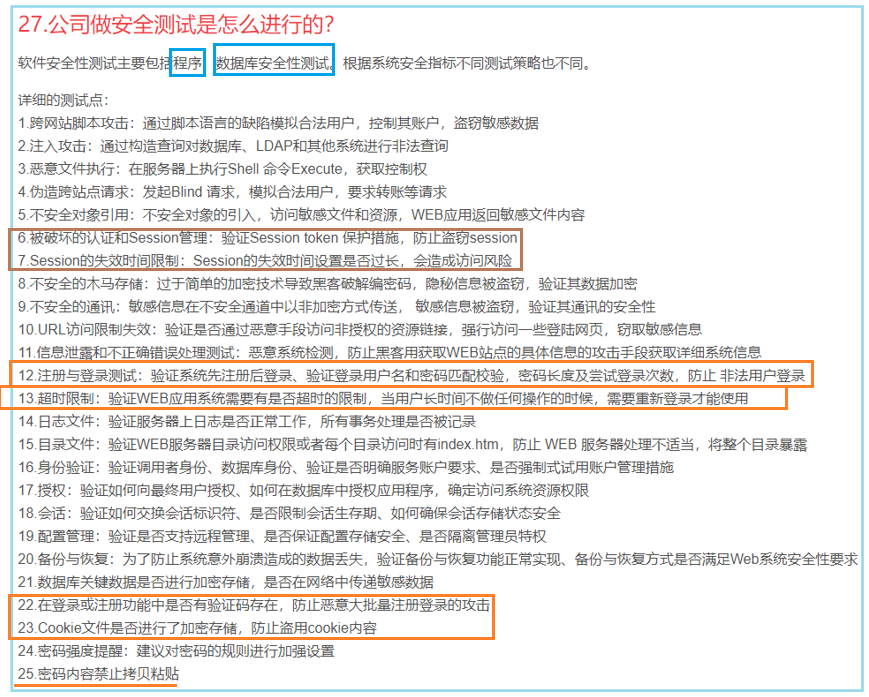 27.公司做安全测试是怎么进行的?
软件安全性测试主要包括程序、数据库安全性测试。根据系统安全指标不同测试策略也不同。
详细的测试点：
1.跨网站脚本攻击：通过脚本语言的缺陷模拟合法用户，控制其账户，盗窃敏感数据
2.注入攻击：通过构造查询对数据库、LDAP和其他系统进行非法查询
3.恶意文件执行：在服务器上执行Shell 命令Execute，获取控制权
4.伪造跨站点请求：发起Blind 请求，模拟合法用户，要求转账等请求
5.不安全对象引用：不安全对象的引入，访问敏感文件和资源，WEB应用返回敏感文件内容
6.被破坏的认证和Session管理：验证Session token 保护措施，防止盗窃session
7.Session的失效时间限制：Session的失效时间设置是否过长，会造成访问风险
8.不安全的木马存储：过于简单的加密技术导致黑客破解编密码，隐秘信息被盗窃，验证其数据加密
9.不安全的通讯：敏感信息在不安全通道中以非加密方式传送， 敏感信息被盗窃，验证其通讯的安全性
10.URL访问限制失效：验证是否通过恶意手段访问非授权的资源链接，强行访问一些登陆网页，窃取敏感信息
11.信息泄露和不正确错误处理测试：恶意系统检测，防止黑客用获取WEB站点的具体信息的攻击手段获取详细系统信息
12.注册与登录测试：验证系统先注册后登录、验证登录用户名和密码匹配校验，密码长度及尝试登录次数，防止 非法用户登录
13.超时限制：验证WEB应用系统需要有是否超时的限制，当用户长时间不做任何操作的时候，需要重新登录才能使用
14.日志文件：验证服务器上日志是否正常工作，所有事务处理是否被记录
15.目录文件：验证WEB服务器目录访问权限或者每个目录访问时有index.htm，防止 WEB 服务器处理不适当，将整个目录暴露
16.身份验证：验证调用者身份、数据库身份、验证是否明确服务账户要求、是否强制式试用账户管理措施
17.授权：验证如何向最终用户授权、如何在数据库中授权应用程序，确定访问系统资源权限
18.会话：验证如何交换会话标识符、是否限制会话生存期、如何确保会话存储状态安全
19.配置管理：验证是否支持远程管理、是否保证配置存储安全、是否隔离管理员特权
20.备份与恢复：为了防止系统意外崩溃造成的数据丢失，验证备份与恢复功能正常实现、备份与恢复方式是否满足Web系统安全性要求
21.数据库关键数据是否进行加密存储，是否在网络中传递敏感数据
22.在登录或注册功能中是否有验证码存在，防止恶意大批量注册登录的攻击
23.Cookie文件是否进行了加密存储，防止盗用cookie内容
24.密码强度提醒：建议对密码的规则进行加强设置
25.密码内容禁止拷贝粘贴